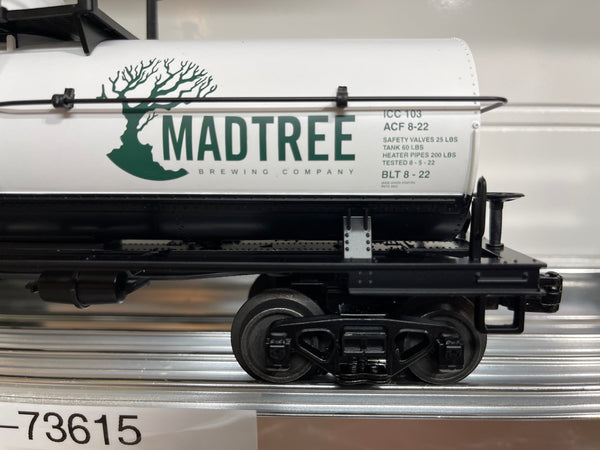 MADTREE
BREWING COMPANY
ICC 103
ACF 8-22
SAFETY VALVES 25 LBS
TANK 60 LBS
HEATER PIPES 200 LBS
TESTED 8 - 5 - 22
BLT 8 - 22
-73615